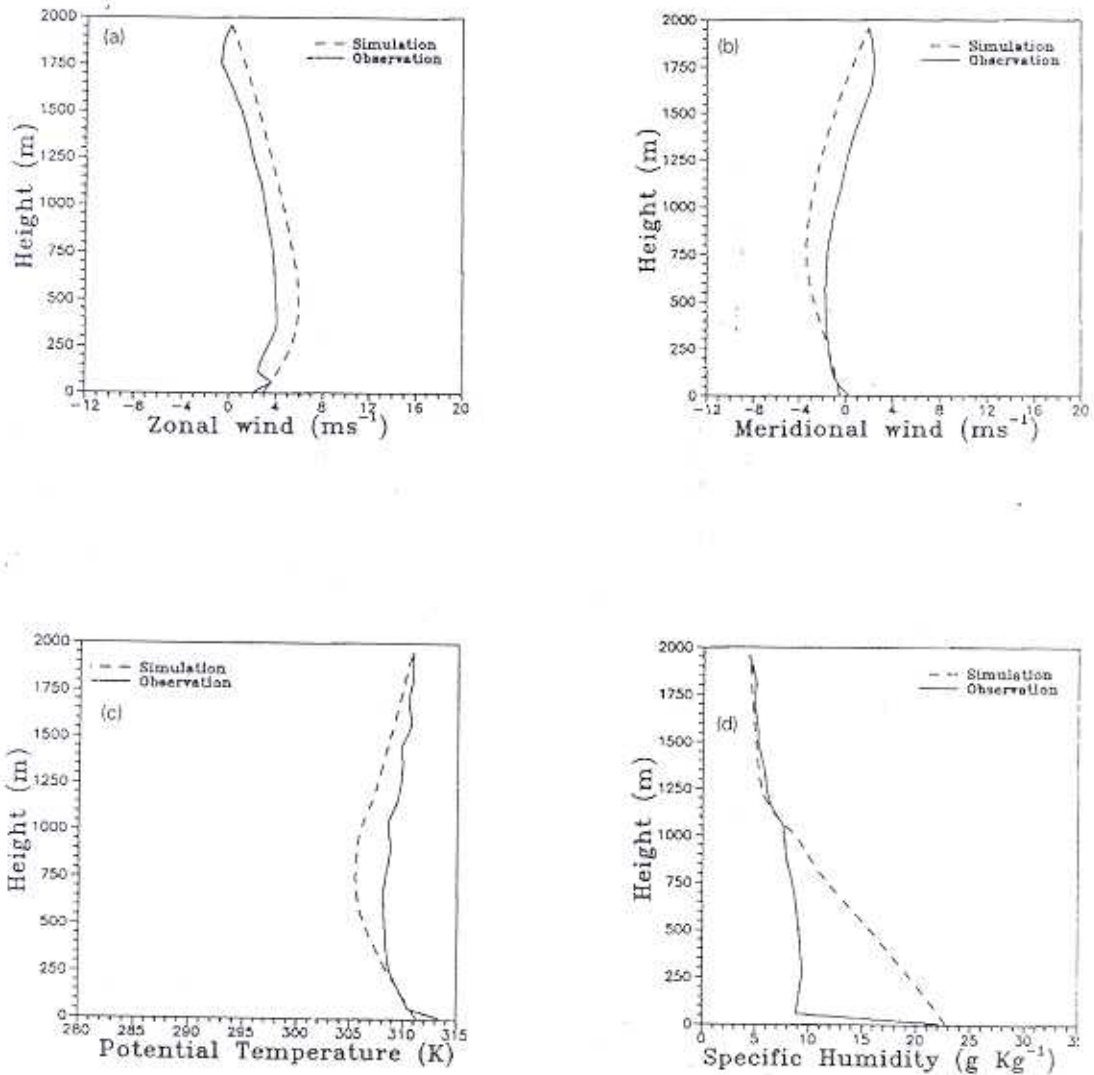 (a)
2000
1750
1500
1250
1000
750
500
250
0
Height (m)
Simulation
Observation
-12 -8 -4 0 4 8 12 16 20
Zonal wind (ms⁻¹)
(b)
2000
1750
1500
1250
1000
750
500
250
0
Height (m)
Simulation
Observation
-12 -8 -4 0 4 8 12 16 20
Meridional wind (ms⁻¹)
2000
1750
1500
1250
1000
750
500
250
0
Height (m)
Simulation
Observation
(c)
280 285 290 295 300 305 310 315
Potential Temperature (K)
2000
1750
1500
1250
1000
750
500
250
0
Height (m)
Simulation
Observation
(d)
0 5 10 15 20 25 30
Specific Humidity (g Kg⁻¹)